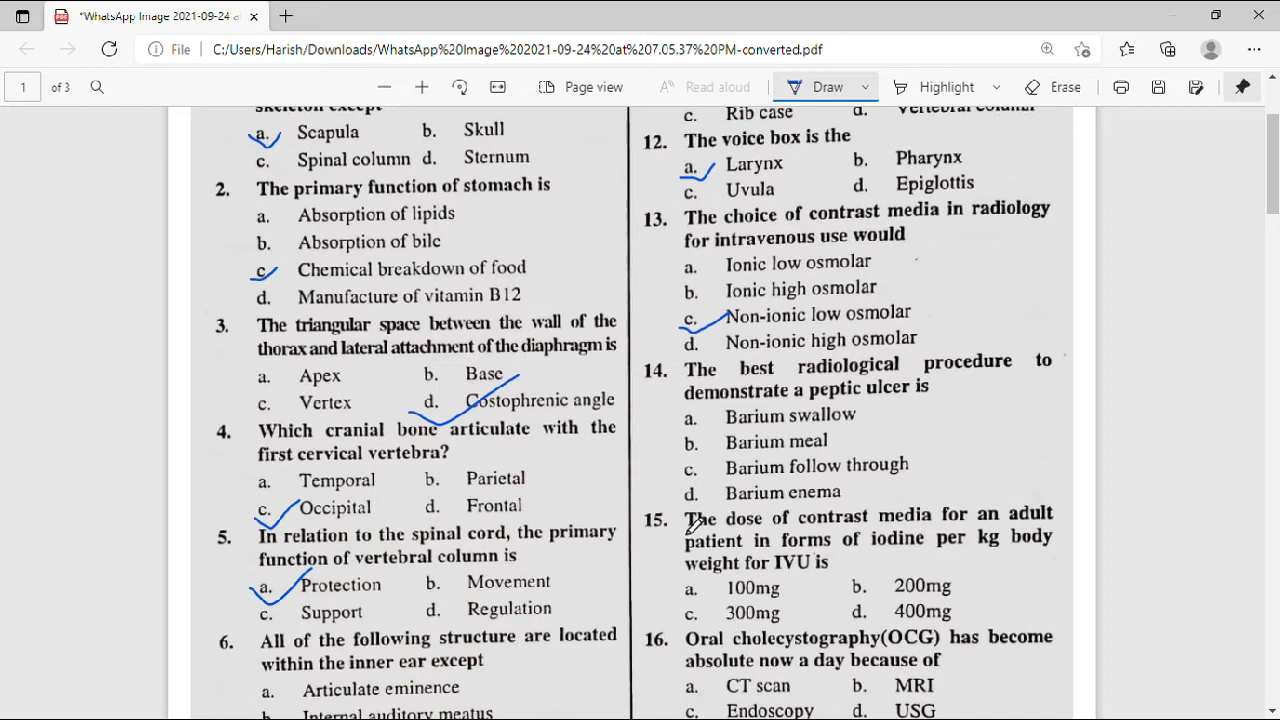 *WhatsApp Image 2021-09-24 at
File
C:/Users/Harish/Downloads/WhatsApp%20Image%202021-09-24%20at%207.05.37%20PM-converted.pdf
1 of 3
Page view
Read aloud
Draw
Highlight
Erase
skeleton except
a. Scapula b. Skull
c. Spinal column d. Sternum
2. The primary function of stomach is
a. Absorption of lipids
b. Absorption of bile
c. Chemical breakdown of food
d. Manufacture of vitamin B12
3. The triangular space between the wall of the
thorax and lateral attachment of the diaphragm is
a. Apex b. Base
c. Vertex d. Costophrenic angle
4. Which cranial bone articulate with the
first cervical vertebra?
a. Temporal b. Parietal
c. Occipital d. Frontal
5. In relation to the spinal cord, the primary
function of vertebral column is
a. Protection b. Movement
c. Support d. Regulation
6. All of the following structure are located
within the inner ear except
a. Articulate eminence
b. Internal auditory meatus
c. Rib case d. Vertebral column
12. The voice box is the
a. Larynx b. Pharynx
c. Uvula d. Epiglottis
13. The choice of contrast media in radiology
for intravenous use would
a. Ionic low osmolar
b. Ionic high osmolar
c. Non-ionic low osmolar
d. Non-ionic high osmolar
14. The best radiological procedure to
demonstrate a peptic ulcer is
a. Barium swallow
b. Barium meal
c. Barium follow through
d. Barium enema
15. The dose of contrast media for an adult
patient in forms of iodine per kg body
weight for IVU is
a. 100mg b. 200mg
c. 300mg d. 400mg
16. Oral cholecystography(OCG) has become
absolute now a day because of
a. CT scan b. MRI
c. Endoscopy d. USG